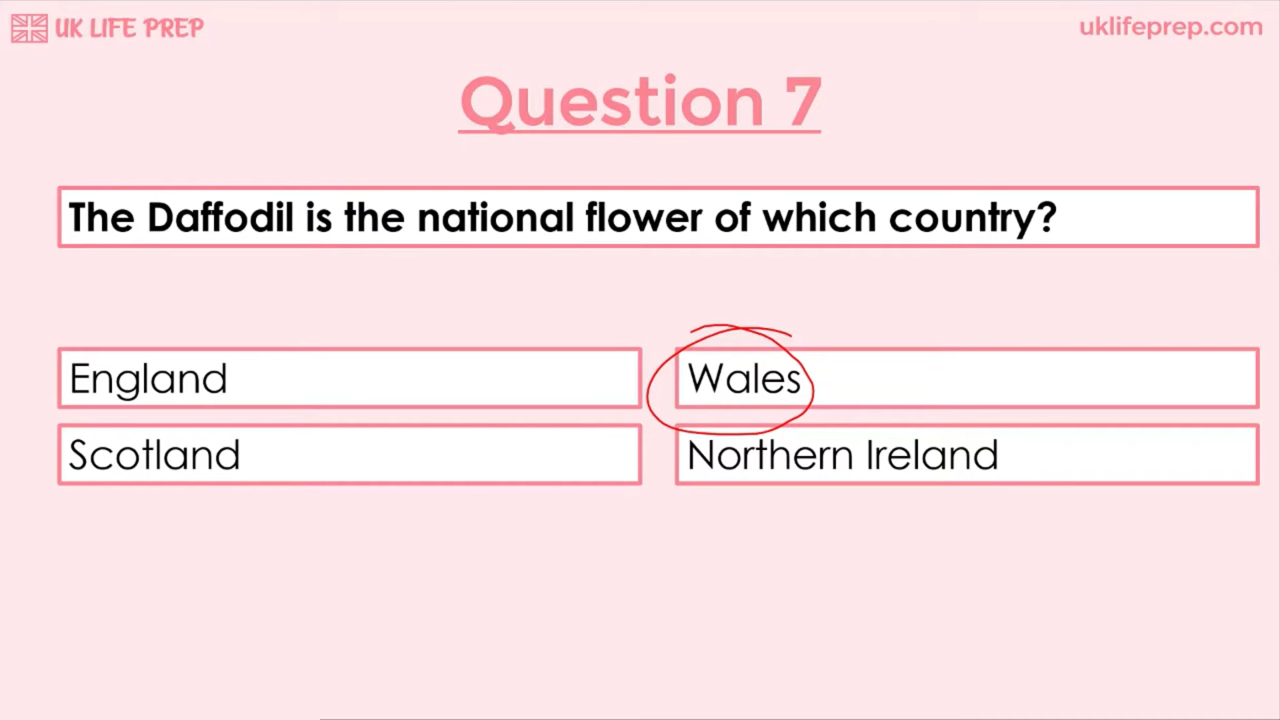 UK LIFE PREP
uklifeprep.com
Question 7
The Daffodil is the national flower of which country?
England
Wales
Scotland
Northern Ireland